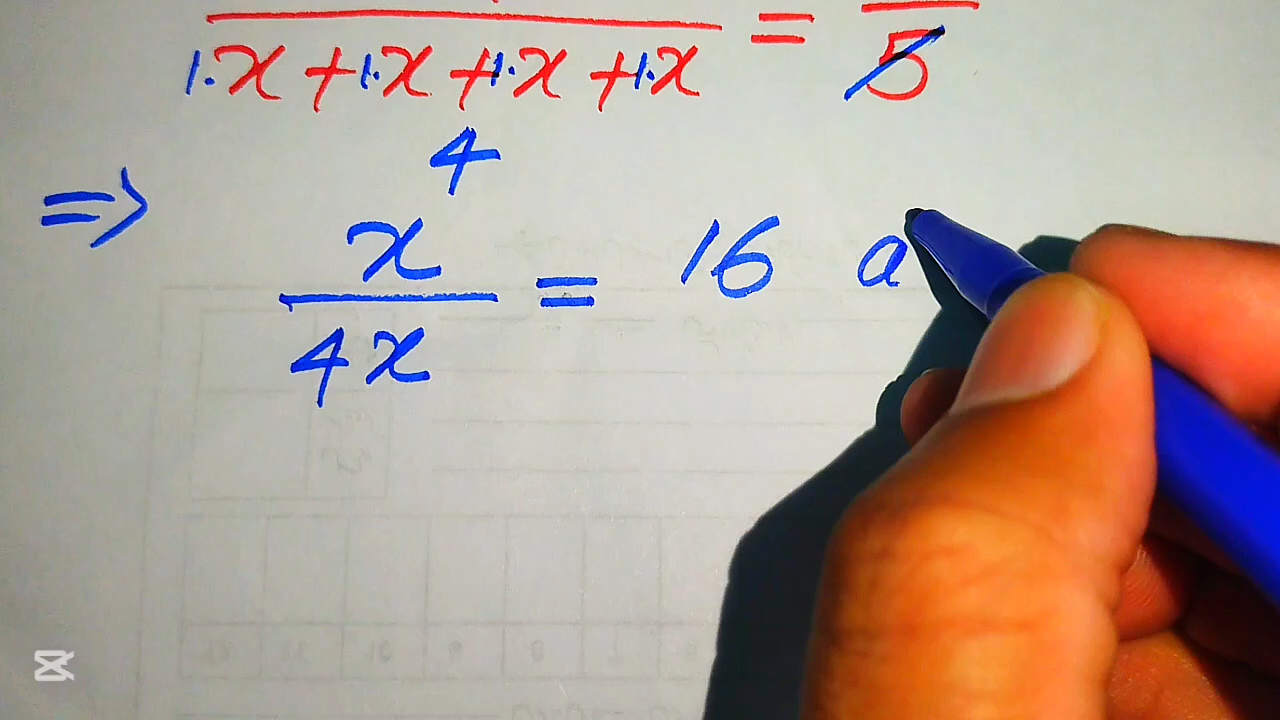 1.x+1.x+1.x+1.x = 5
4
⇒ x/4x = 16 a